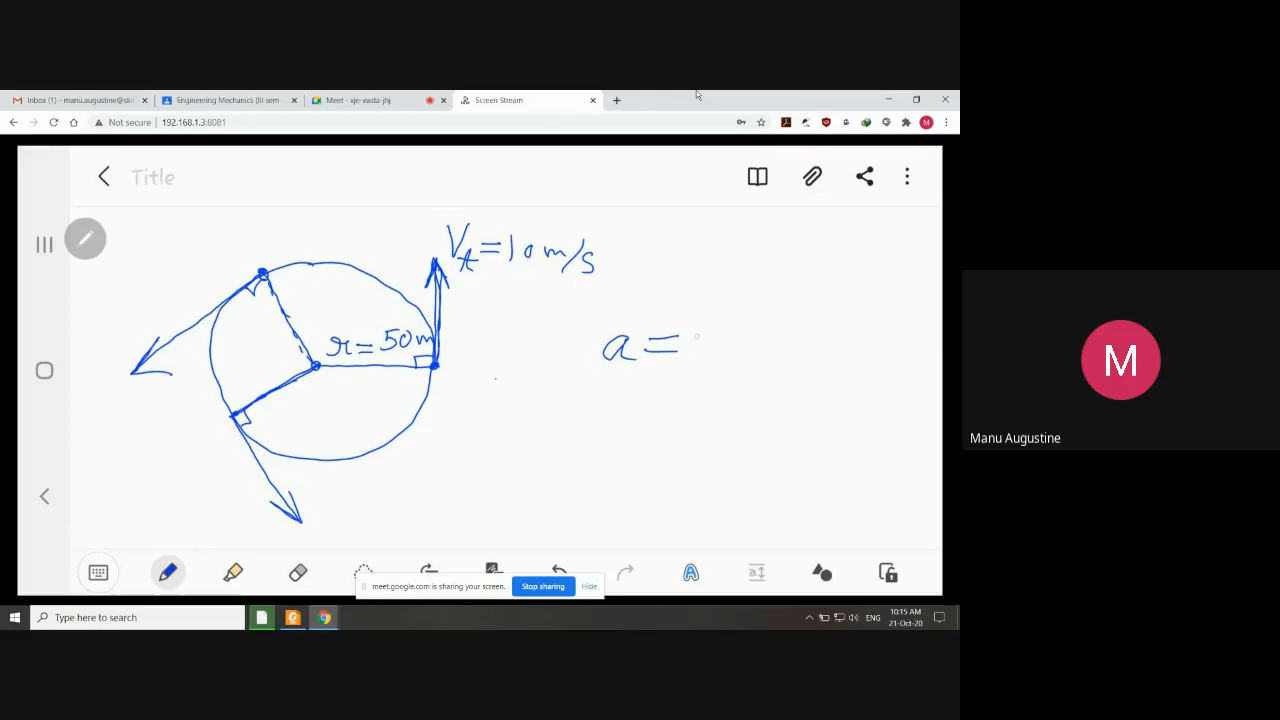 Inbox (1) - manu.augustine@ski
Engineering Mechanics (III sem
Meet - xje-xwda-jhj
Screen Stream
Not secure | 192.168.1.3:8081
Title
Vt = 10 m/s
r = 50 m
a =
M
Manu Augustine
meet.google.com is sharing your screen.
Stop sharing
Hide
Type here to search
ENG
10:15 AM
21-Oct-20